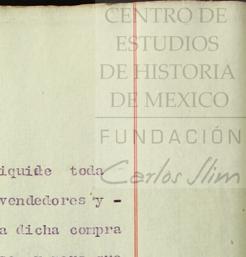 CENTRO DE
ESTUDIOS
DE HISTORIA
DE MEXICO
FUNDACIÓN
Carlos Slim
iquide toda
vendedores y -
a dicha compra